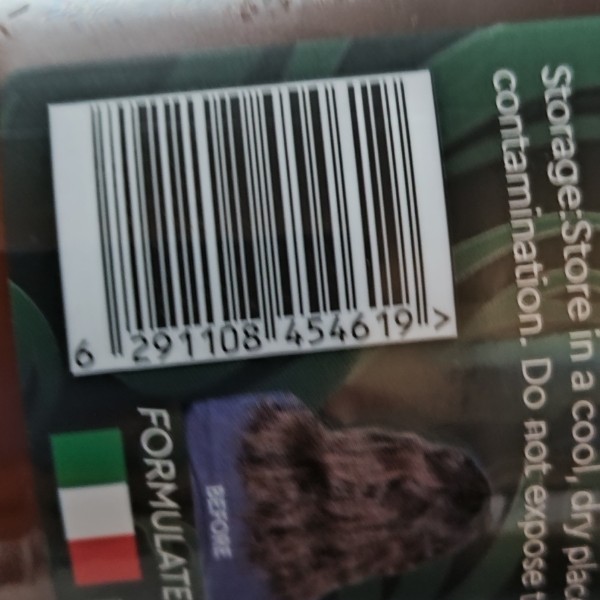 Storage: Store in a cool, dry plac
contamination. Do not expose t
6 291108 454619 >
FORMULATE
BEFORE